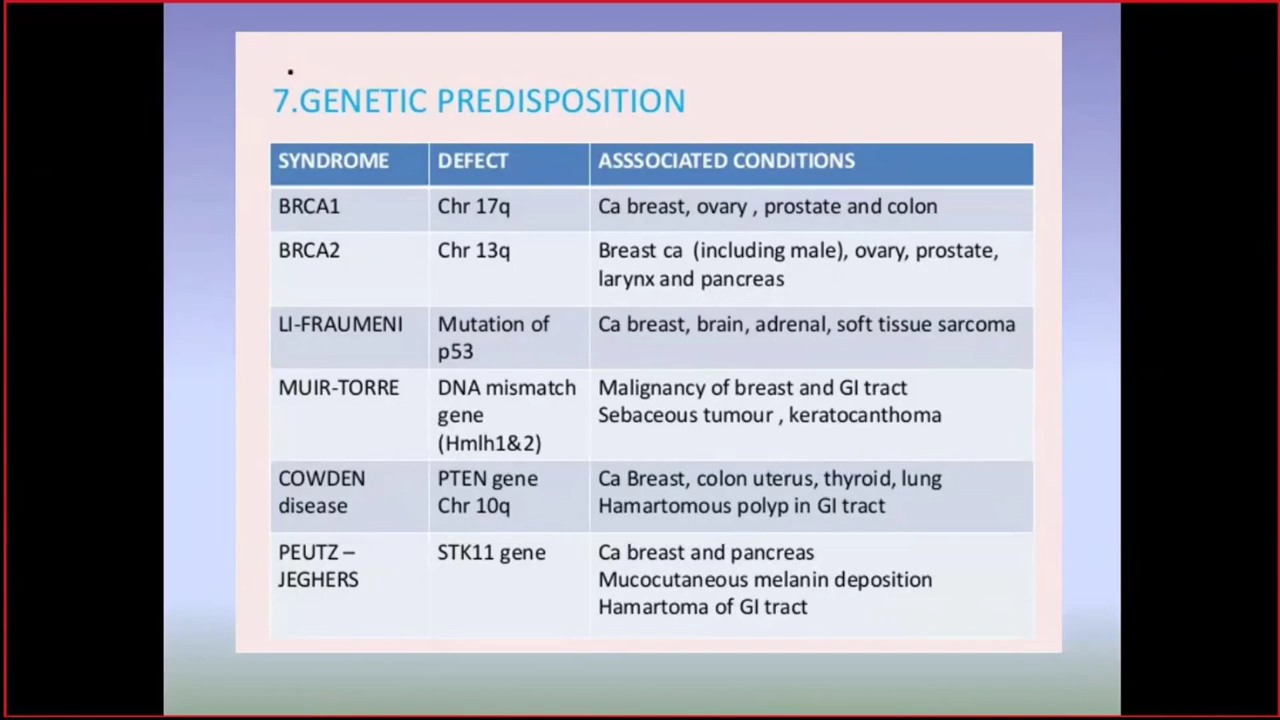 7.GENETIC PREDISPOSITION
SYNDROME DEFECT ASSSOCIATED CONDITIONS
BRCA1 Chr 17q Ca breast, ovary , prostate and colon
BRCA2 Chr 13q Breast ca (including male), ovary, prostate,
larynx and pancreas
LI-FRAUMENI Mutation of Ca breast, brain, adrenal, soft tissue sarcoma
p53
MUIR-TORRE DNA mismatch Malignancy of breast and GI tract
gene Sebaceous tumour , keratocanthoma
(Hmlh1&2)
COWDEN PTEN gene Ca Breast, colon uterus, thyroid, lung
disease Chr 10q Hamartomous polyp in GI tract
PEUTZ – STK11 gene Ca breast and pancreas
JEGHERS Mucocutaneous melanin deposition
Hamartoma of GI tract